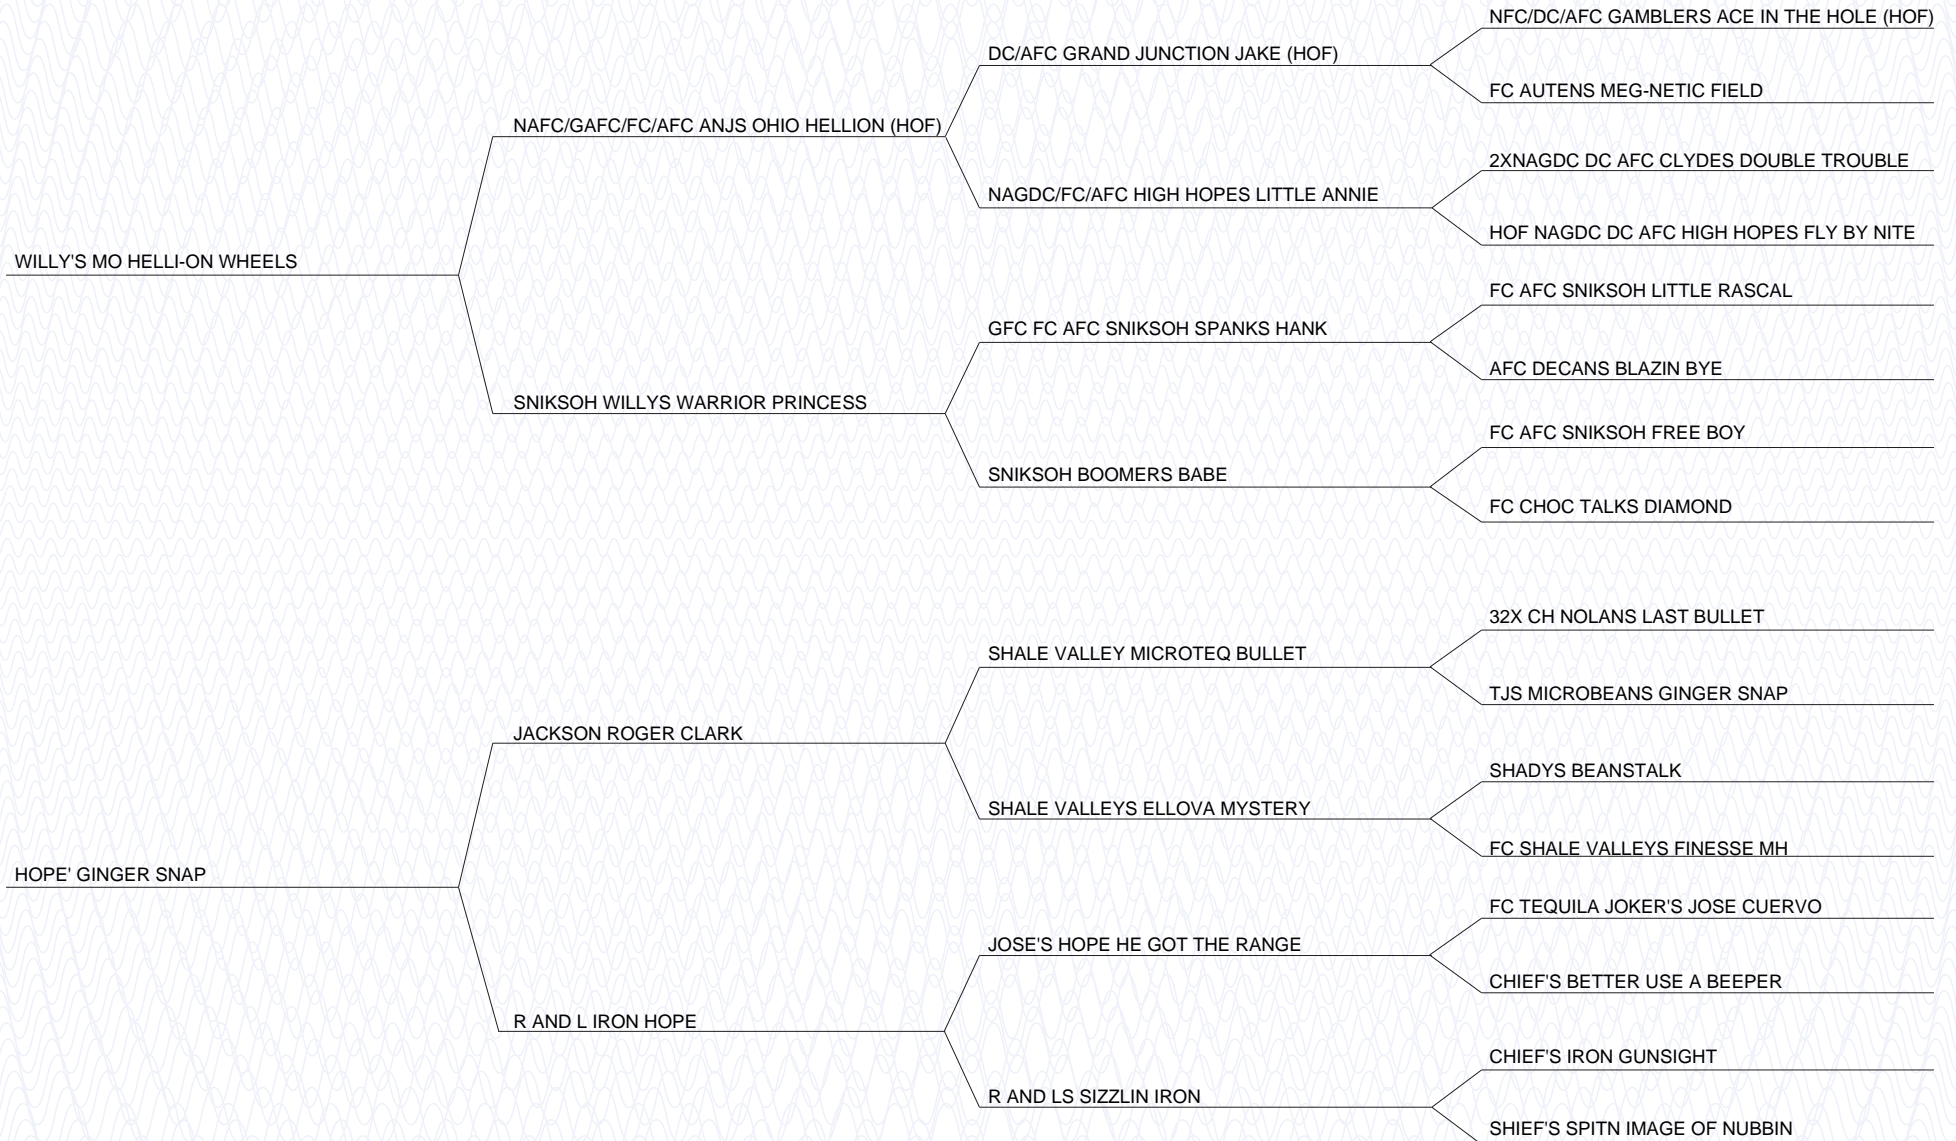 NFC/DC/AFC GAMBLERS ACE IN THE HOLE (HOF)
DC/AFC GRAND JUNCTION JAKE (HOF)
FC AUTENS MEG-NETIC FIELD
NAFC/GAFC/FC/AFC ANJS OHIO HELLION (HOF)
2XNAGDC DC AFC CLYDES DOUBLE TROUBLE
NAGDC/FC/AFC HIGH HOPES LITTLE ANNIE
HOF NAGDC DC AFC HIGH HOPES FLY BY NITE
WILLY'S MO HELLI-ON WHEELS
FC AFC SNIKSOH LITTLE RASCAL
GFC FC AFC SNIKSOH SPANKS HANK
AFC DECANS BLAZIN BYE
SNIKSOH WILLYS WARRIOR PRINCESS
FC AFC SNIKSOH FREE BOY
SNIKSOH BOOMERS BABE
FC CHOC TALKS DIAMOND
32X CH NOLANS LAST BULLET
SHALE VALLEY MICROTEQ BULLET
TJS MICROBEANS GINGER SNAP
JACKSON ROGER CLARK
SHADYS BEANSTALK
SHALE VALLEYS ELLOVA MYSTERY
FC SHALE VALLEYS FINESSE MH
HOPE' GINGER SNAP
FC TEQUILA JOKER'S JOSE CUERVO
JOSE'S HOPE HE GOT THE RANGE
CHIEF'S BETTER USE A BEEPER
R AND L IRON HOPE
CHIEF'S IRON GUNSIGHT
R AND LS SIZZLIN IRON
SHIEF'S SPITN IMAGE OF NUBBIN